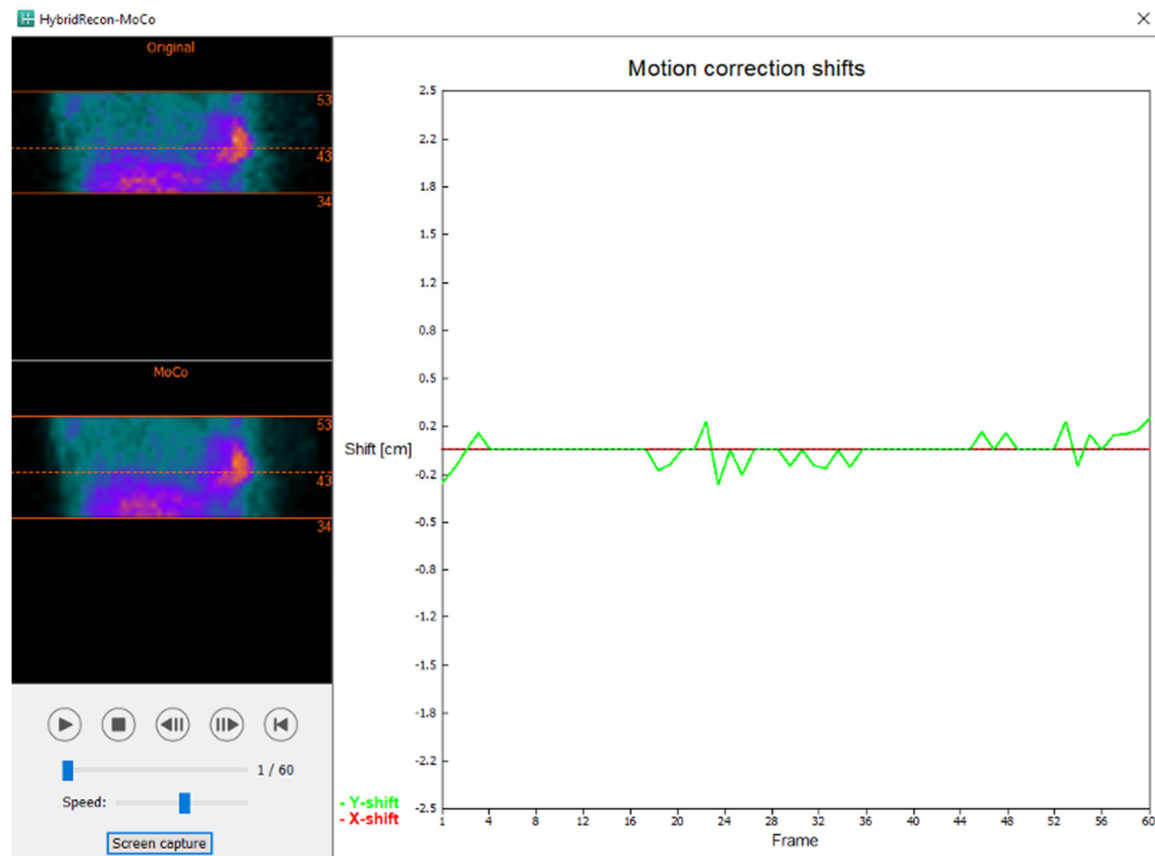 HybridRecon-MoCo
Original
53
43
34
MoCo
53
43
34
1 / 60
Speed:
Screen capture
Motion correction shifts
2.5
2.2
1.8
1.5
1.2
0.8
0.5
0.2
Shift [cm]
-0.2
-0.5
-0.8
-1.2
-1.5
-1.8
-2.2
-2.5
- Y-shift
- X-shift
1 4 8 12 16 20 24 28 32 36 40 44 48 52 56 60
Frame